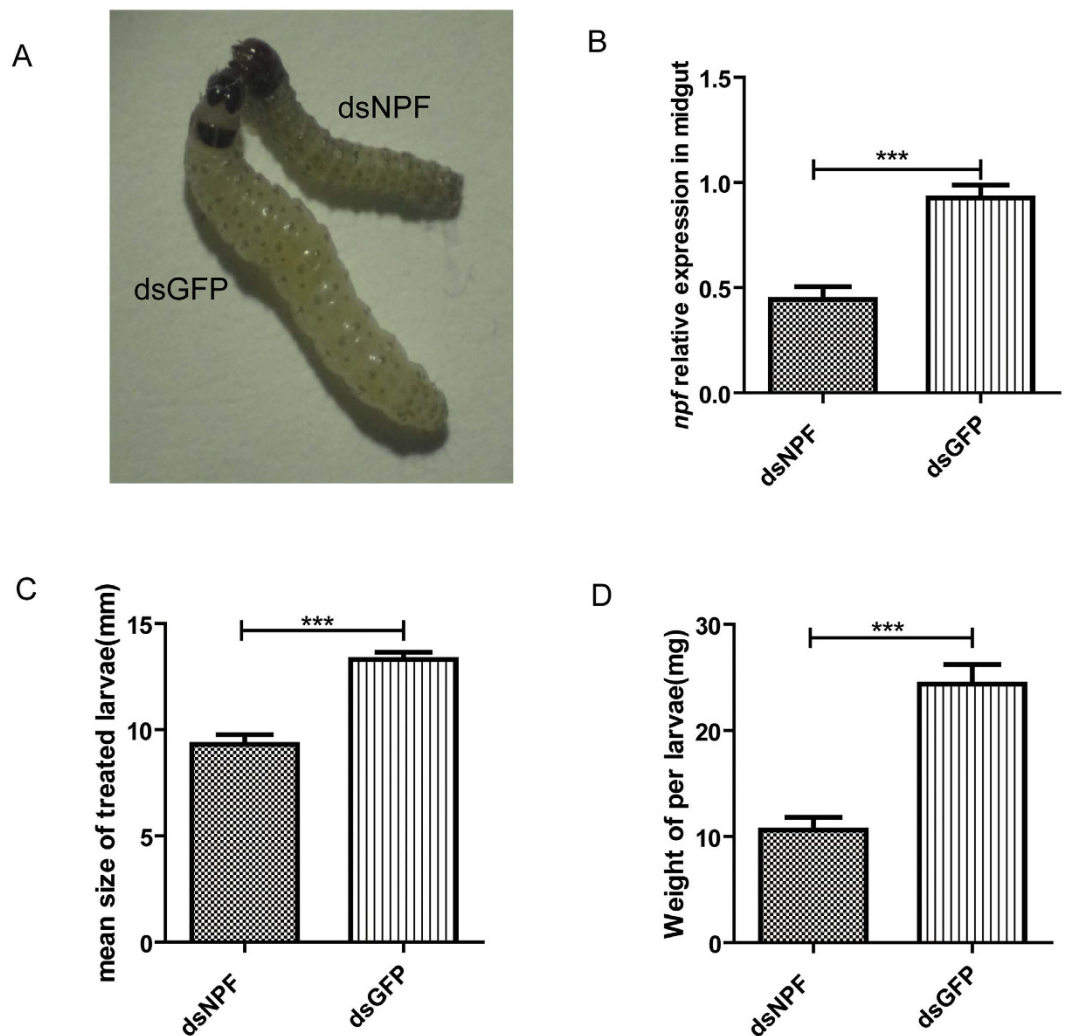 A
dsNPF
dsGFP
B
npf relative expression in midgut
1.5
1.0
0.5
0.0
***
dsNPF
dsGFP
C
mean size of treated larvae(mm)
15
10
5
0
***
dsNPF
dsGFP
D
Weight of per larvae(mg)
30
20
10
0
***
dsNPF
dsGFP